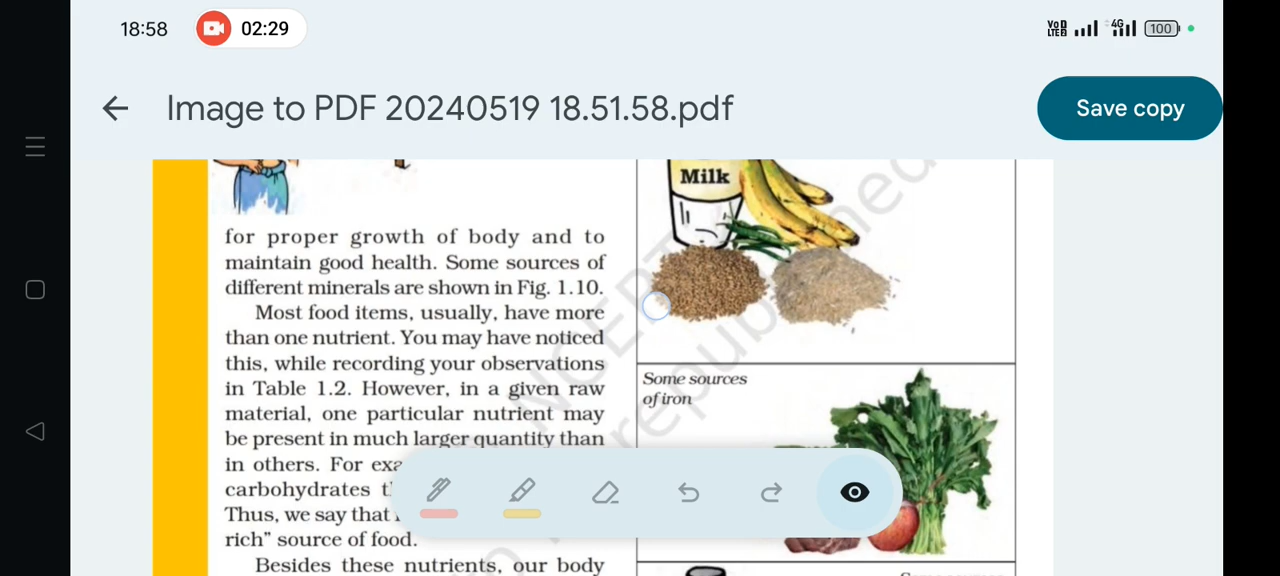 18:58
02:29
VoD
LTE2
4G
100
Image to PDF 20240519 18.51.58.pdf
Save copy
for proper growth of body and to
maintain good health. Some sources of
different minerals are shown in Fig. 1.10.
Most food items, usually, have more
than one nutrient. You may have noticed
this, while recording your observations
in Table 1.2. However, in a given raw
material, one particular nutrient may
be present in much larger quantity than
in others. For exa
carbohydrates t
Thus, we say that
rich” source of food.
Besides these nutrients, our body
Milk
Some sources
of iron
NCERT
republished